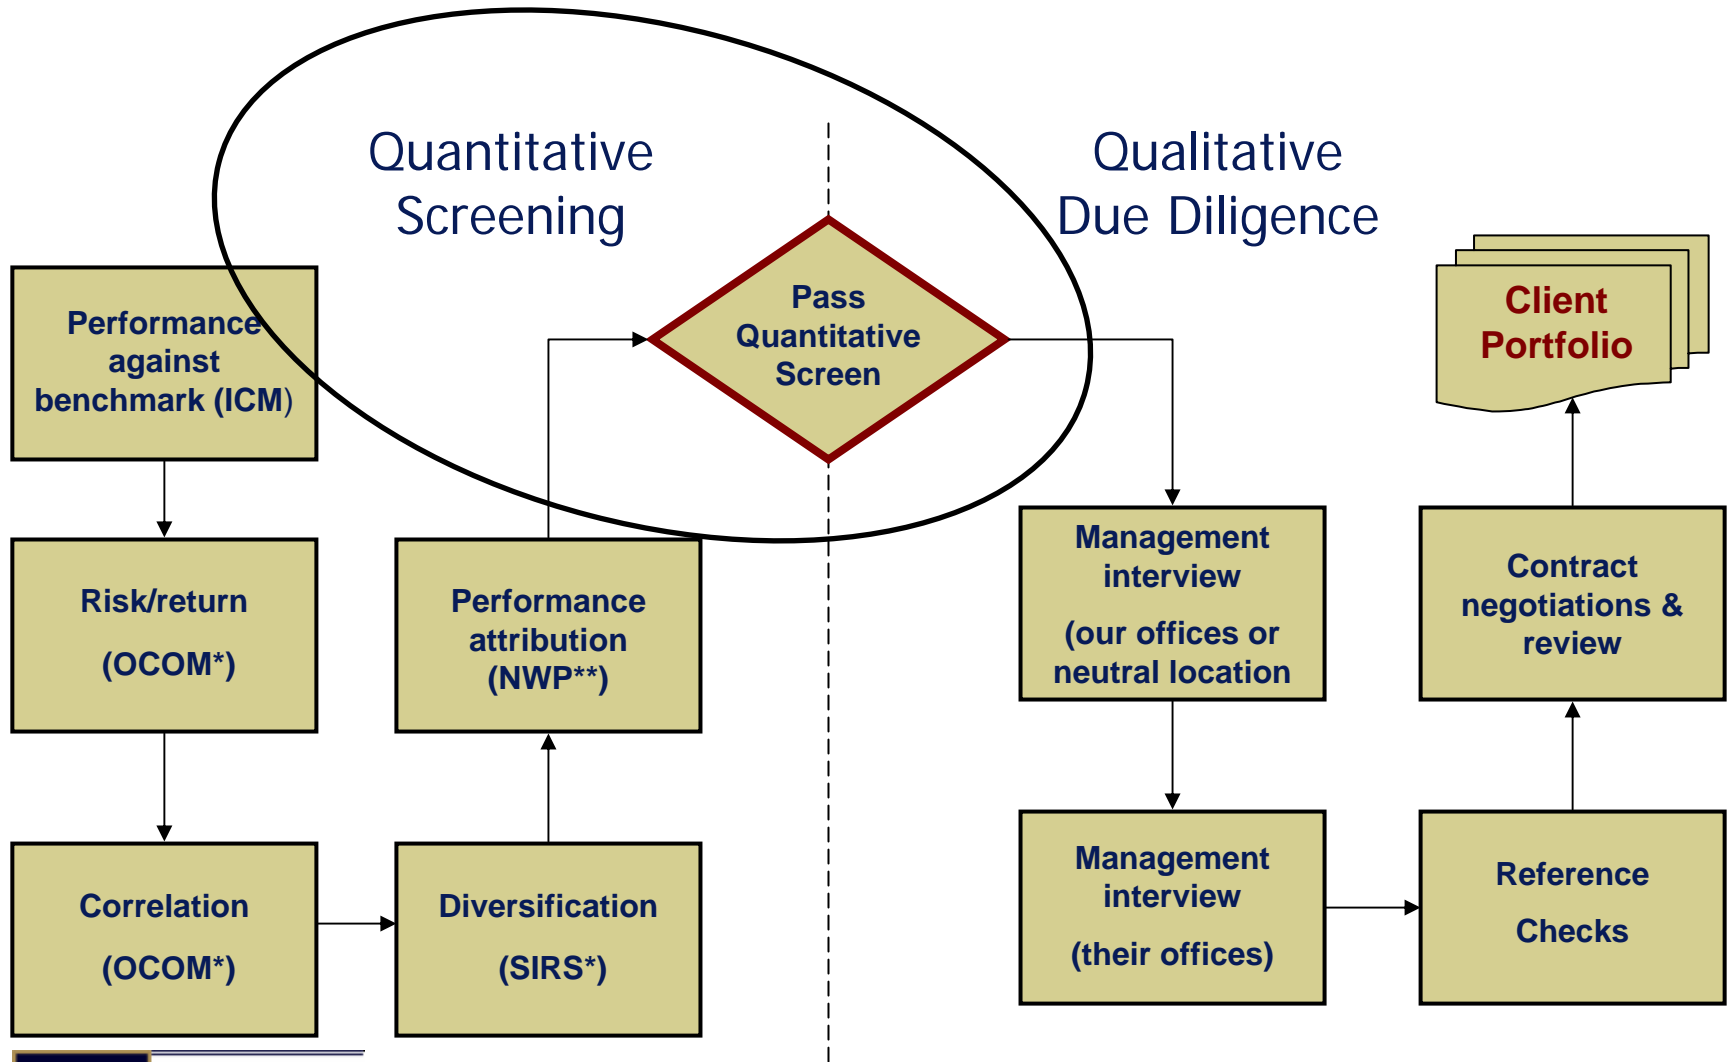 Quantitative
Screening
Qualitative
Due Diligence
Performance
against
benchmark (ICM)
Risk/return
(OCOM*)
Correlation
(OCOM*)
Diversification
(SIRS*)
Performance
attribution
(NWP**)
Pass
Quantitative
Screen
Management
interview
(our offices or
neutral location
Management
interview
(their offices)
Reference
Checks
Contract
negotiations &
review
Client
Portfolio